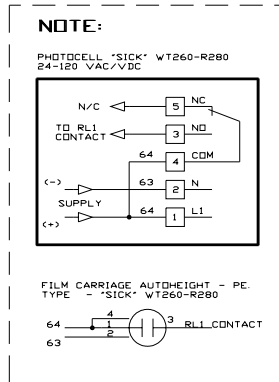 NOTE:
PHOTOCELL "SICK" WT260-R280
24-120 VAC/VDC
N/C 5 NC
TO RL1
CONTACT 3 NO
64 4 COM
(-) 63 2 N
SUPPLY
(+) 64 1 L1
FILM CARRIAGE AUTOHEIGHT - PE.
TYPE - "SICK" WT260-R280
4
64 1 3 RL1 CONTACT
63 2